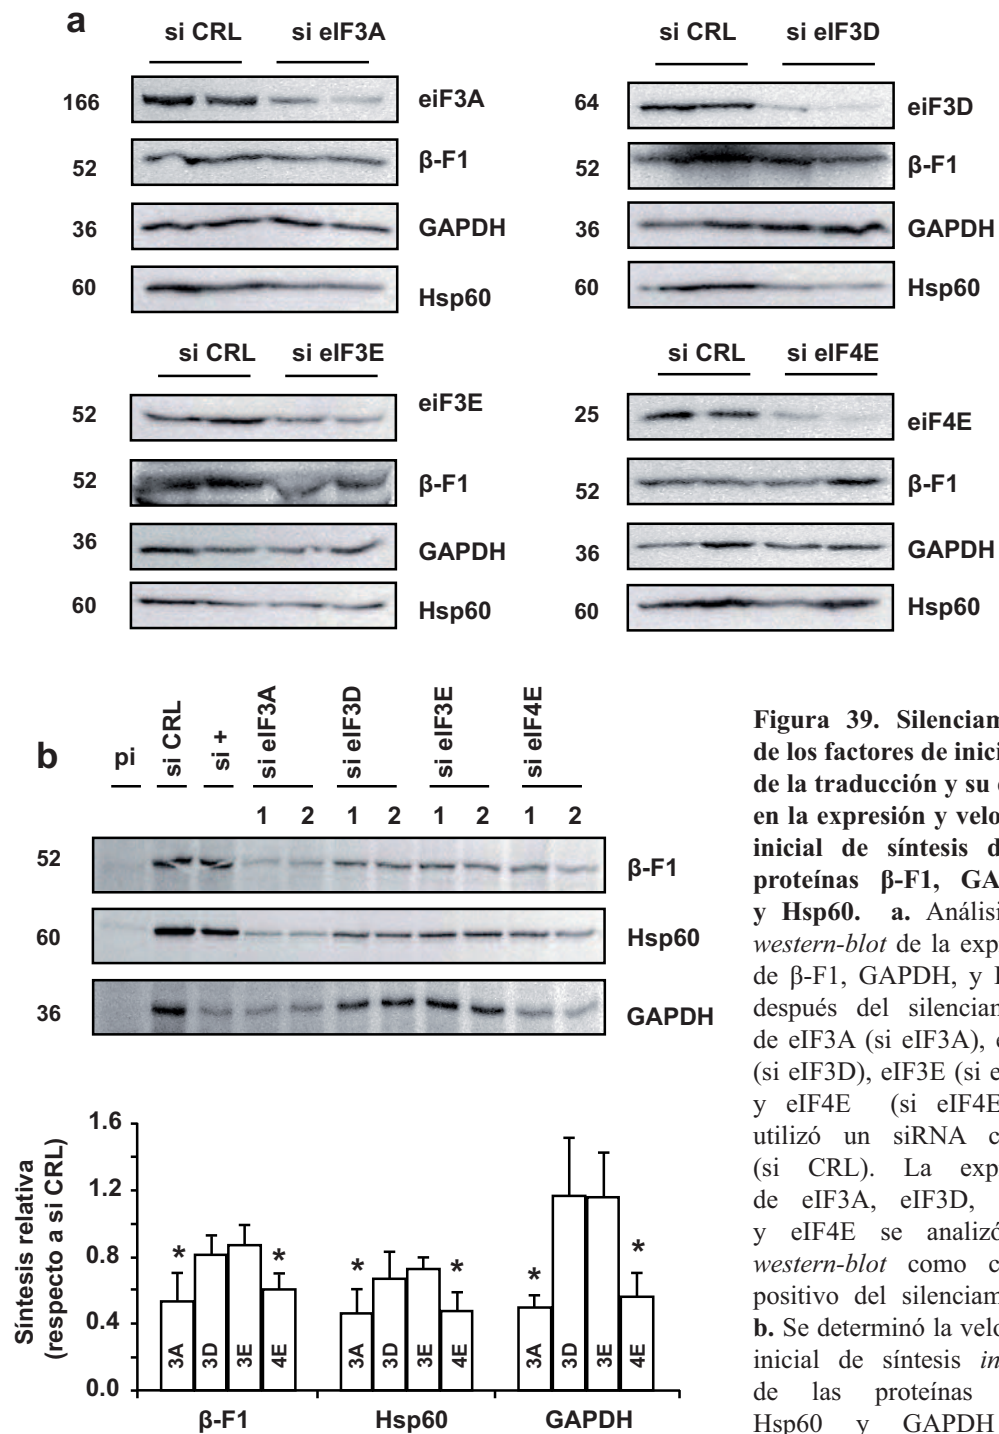 a
si CRL si eIF3A
166 eiF3A
52 β-F1
36 GAPDH
60 Hsp60
si CRL si eIF3D
64 eiF3D
52 β-F1
36 GAPDH
60 Hsp60
si CRL si eIF3E
52 eiF3E
52 β-F1
36 GAPDH
60 Hsp60
si CRL si eIF4E
25 eiF4E
52 β-F1
36 GAPDH
60 Hsp60
b
pi si CRL si + si eIF3A si eIF3D si eIF3E si eIF4E
1 2 1 2 1 2 1 2
52 β-F1
60 Hsp60
36 GAPDH
Síntesis relativa
(respecto a si CRL)
1.6
1.2
0.8
0.4
0.0
* * * * * *
3A 3D 3E 4E 3A 3D 3E 4E 3A 3D 3E 4E
β-F1 Hsp60 GAPDH
Figura 39. Silenciam
de los factores de inici
de la traducción y su
en la expresión y velo
inicial de síntesis d
proteínas β-F1, GA
y Hsp60. a. Análisi
western-blot de la exp
de β-F1, GAPDH, y
después del silencian
de eIF3A (si eIF3A),
(si eIF3D), eIF3E (si e
y eIF4E (si eIF4E
utilizó un siRNA c
(si CRL). La exp
de eIF3A, eIF3D,
y eIF4E se analizó
western-blot como c
positivo del silenciam
b. Se determinó la velo
inicial de síntesis in
de las proteínas
Hsp60 y GAPDH